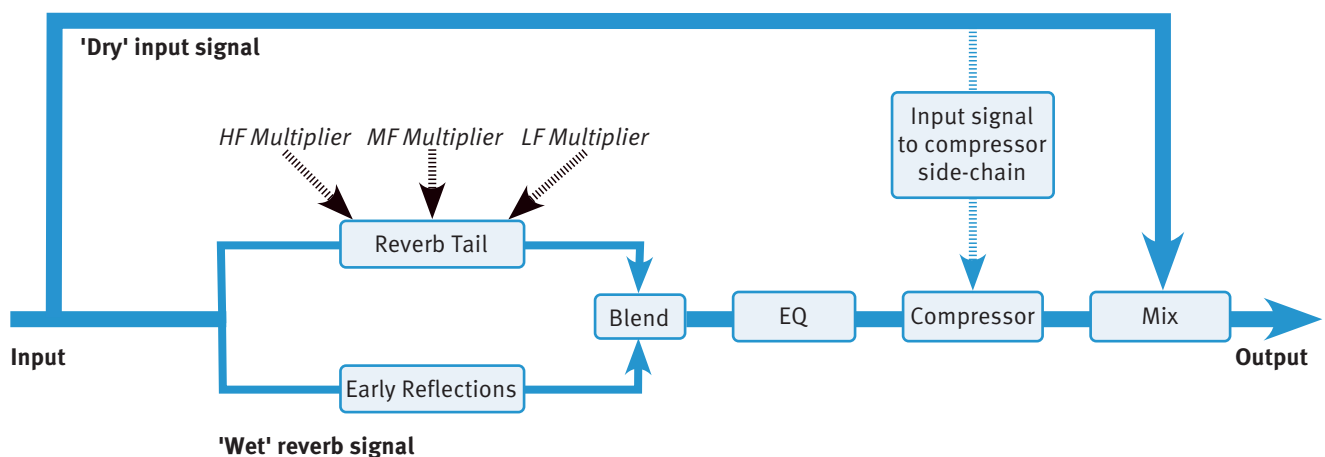 'Dry' input signal
HF Multiplier
MF Multiplier
LF Multiplier
Input signal
to compressor
side-chain
Reverb Tail
Blend
EQ
Compressor
Mix
Input
Output
Early Reflections
'Wet' reverb signal